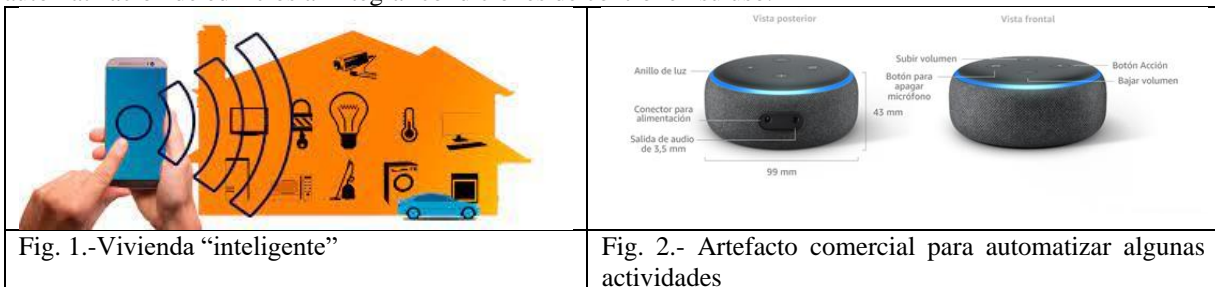 Vista posterior
Vista frontal
Anillo de luz
Subir volumen
Botón Acción
Botón para
apagar
micrófono
Bajar volumen
Conector para
alimentación
43 mm
Salida de audio
de 3,5 mm
99 mm
Fig. 1.-Vivienda “inteligente”
Fig. 2.- Artefacto comercial para automatizar algunas
actividades